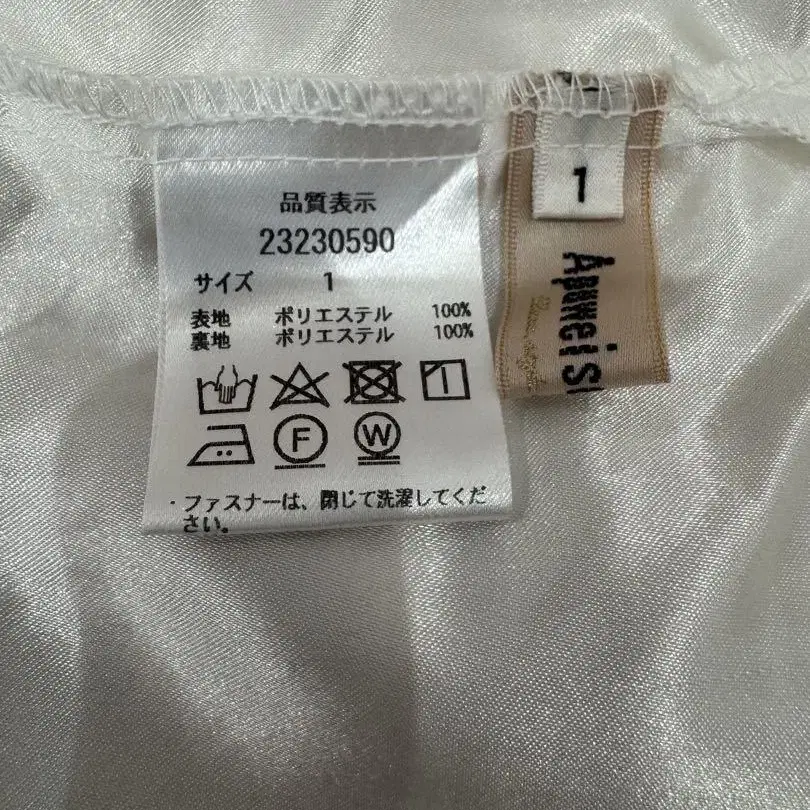 品質表示
23230590
サイズ 1
表地 ポリエステル 100%
裏地 ポリエステル 100%
F W
・ファスナーは、閉じて洗濯してくだ
さい。
1